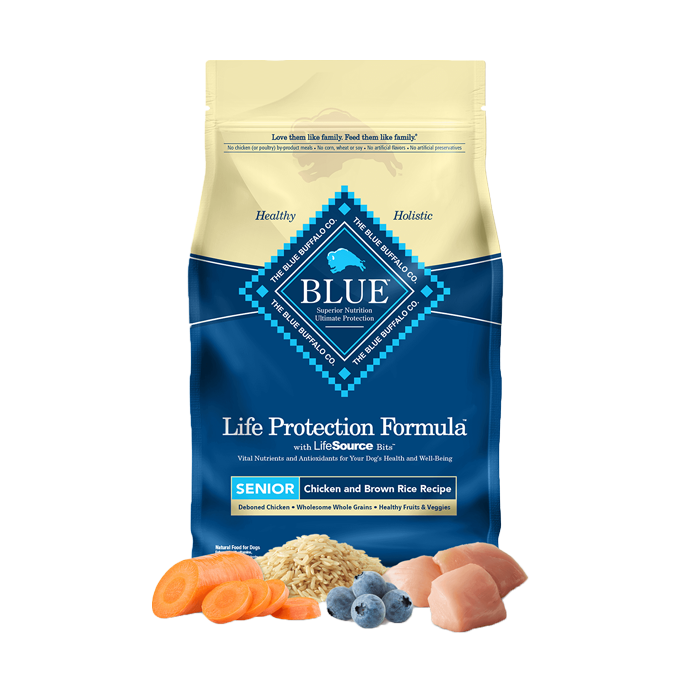 Love them like family. Feed them like family.®
No chicken (or poultry) by-product meals • No corn, wheat or soy • No artificial flavors • No artificial preservatives
Healthy Holistic
THE BLUE BUFFALO CO.
THE BLUE BUFFALO CO.
BLUE™
Superior Nutrition
Ultimate Protection
THE BLUE BUFFALO CO.
THE BLUE BUFFALO CO.
Life Protection Formula™
with LifeSource Bits™
Vital Nutrients and Antioxidants for Your Dog's Health and Well-Being
SENIOR Chicken and Brown Rice Recipe
Deboned Chicken • Wholesome Whole Grains • Healthy Fruits & Veggies
Natural Food for Dogs